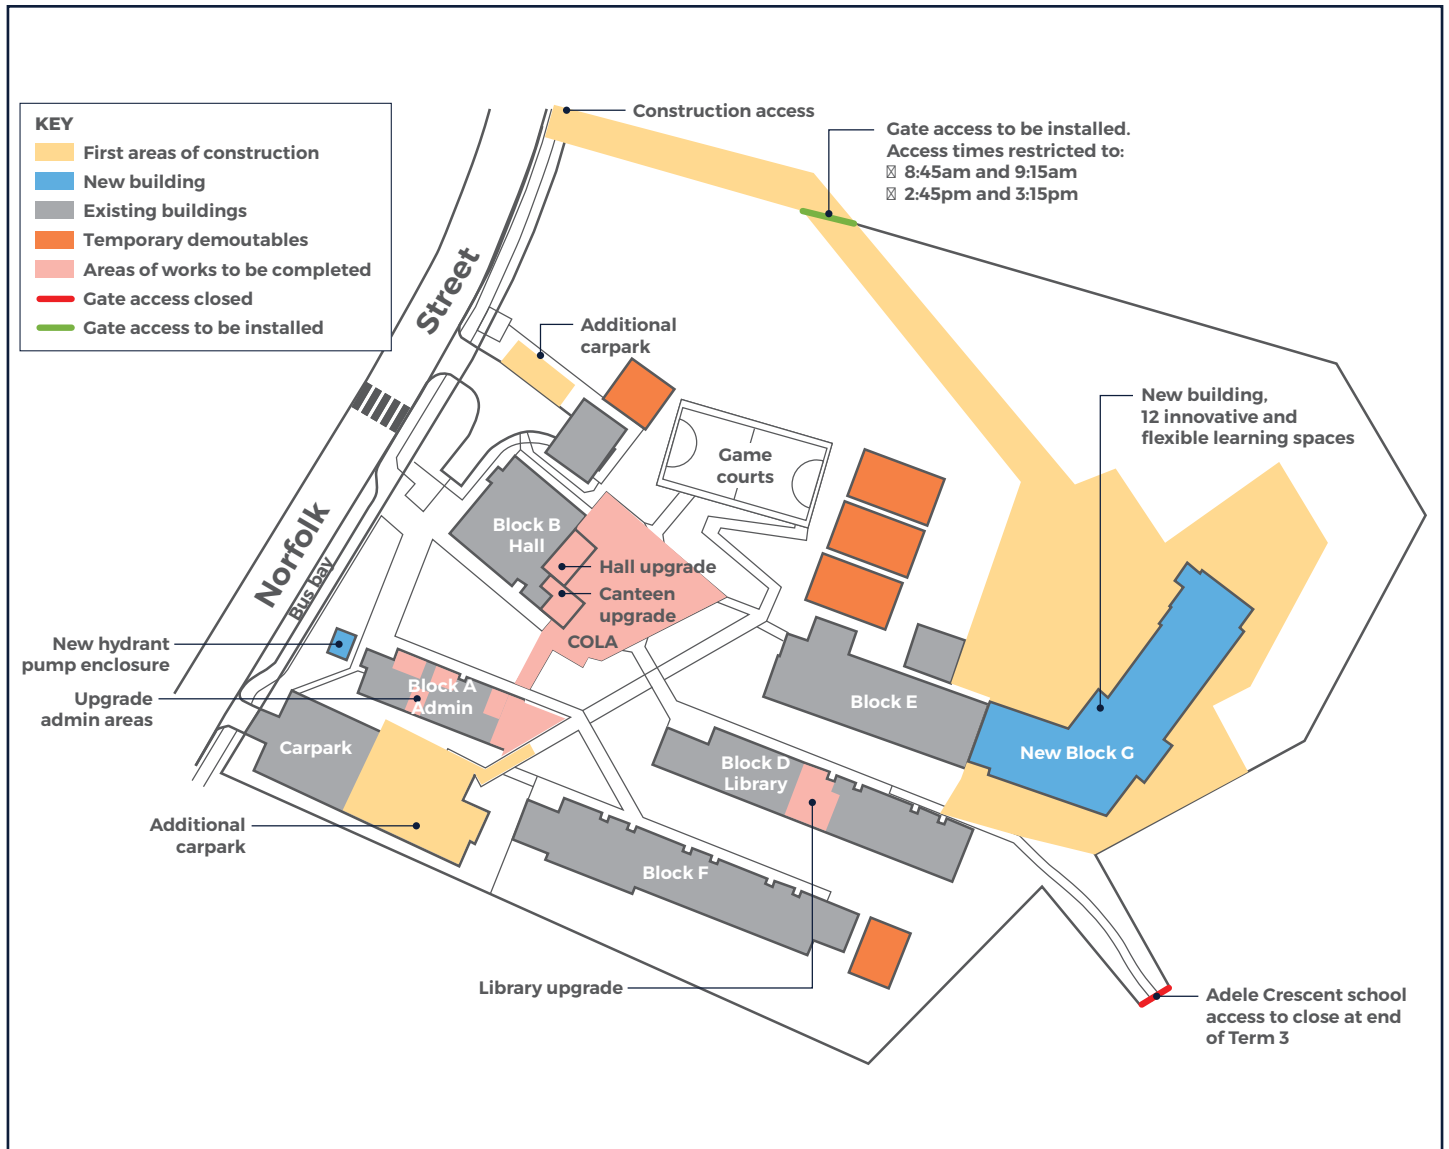 KEY
First areas of construction
New building
Existing buildings
Temporary demoutables
Areas of works to be completed
Gate access closed
Gate access to be installed
Construction access
Gate access to be installed.
Access times restricted to:
8:45am and 9:15am
2:45pm and 3:15pm
Norfolk Street
Bus bay
Additional
carpark
Game
courts
New building,
12 innovative and
flexible learning spaces
Block B
Hall
Hall upgrade
Canteen
upgrade
COLA
New hydrant
pump enclosure
Upgrade
admin areas
Block A
Admin
Carpark
Block E
New Block G
Block D
Library
Additional
carpark
Block F
Library upgrade
Adele Crescent school
access to close at end
of Term 3